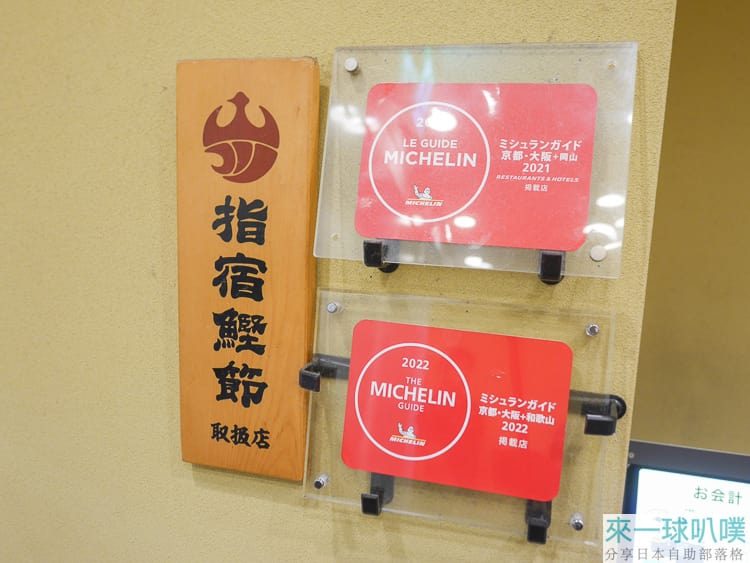 指宿鰹節
取扱店
LE GUIDE
MICHELIN
MICHELIN
ミシュランガイド
京都・大阪+岡山
2021
RESTAURANTS & HOTELS
掲載店
2022
THE
MICHELIN
GUIDE
MICHELIN
ミシュランガイド
京都・大阪+和歌山
2022
掲載店
お会計
來一球叭噗
分享日本自助部落格